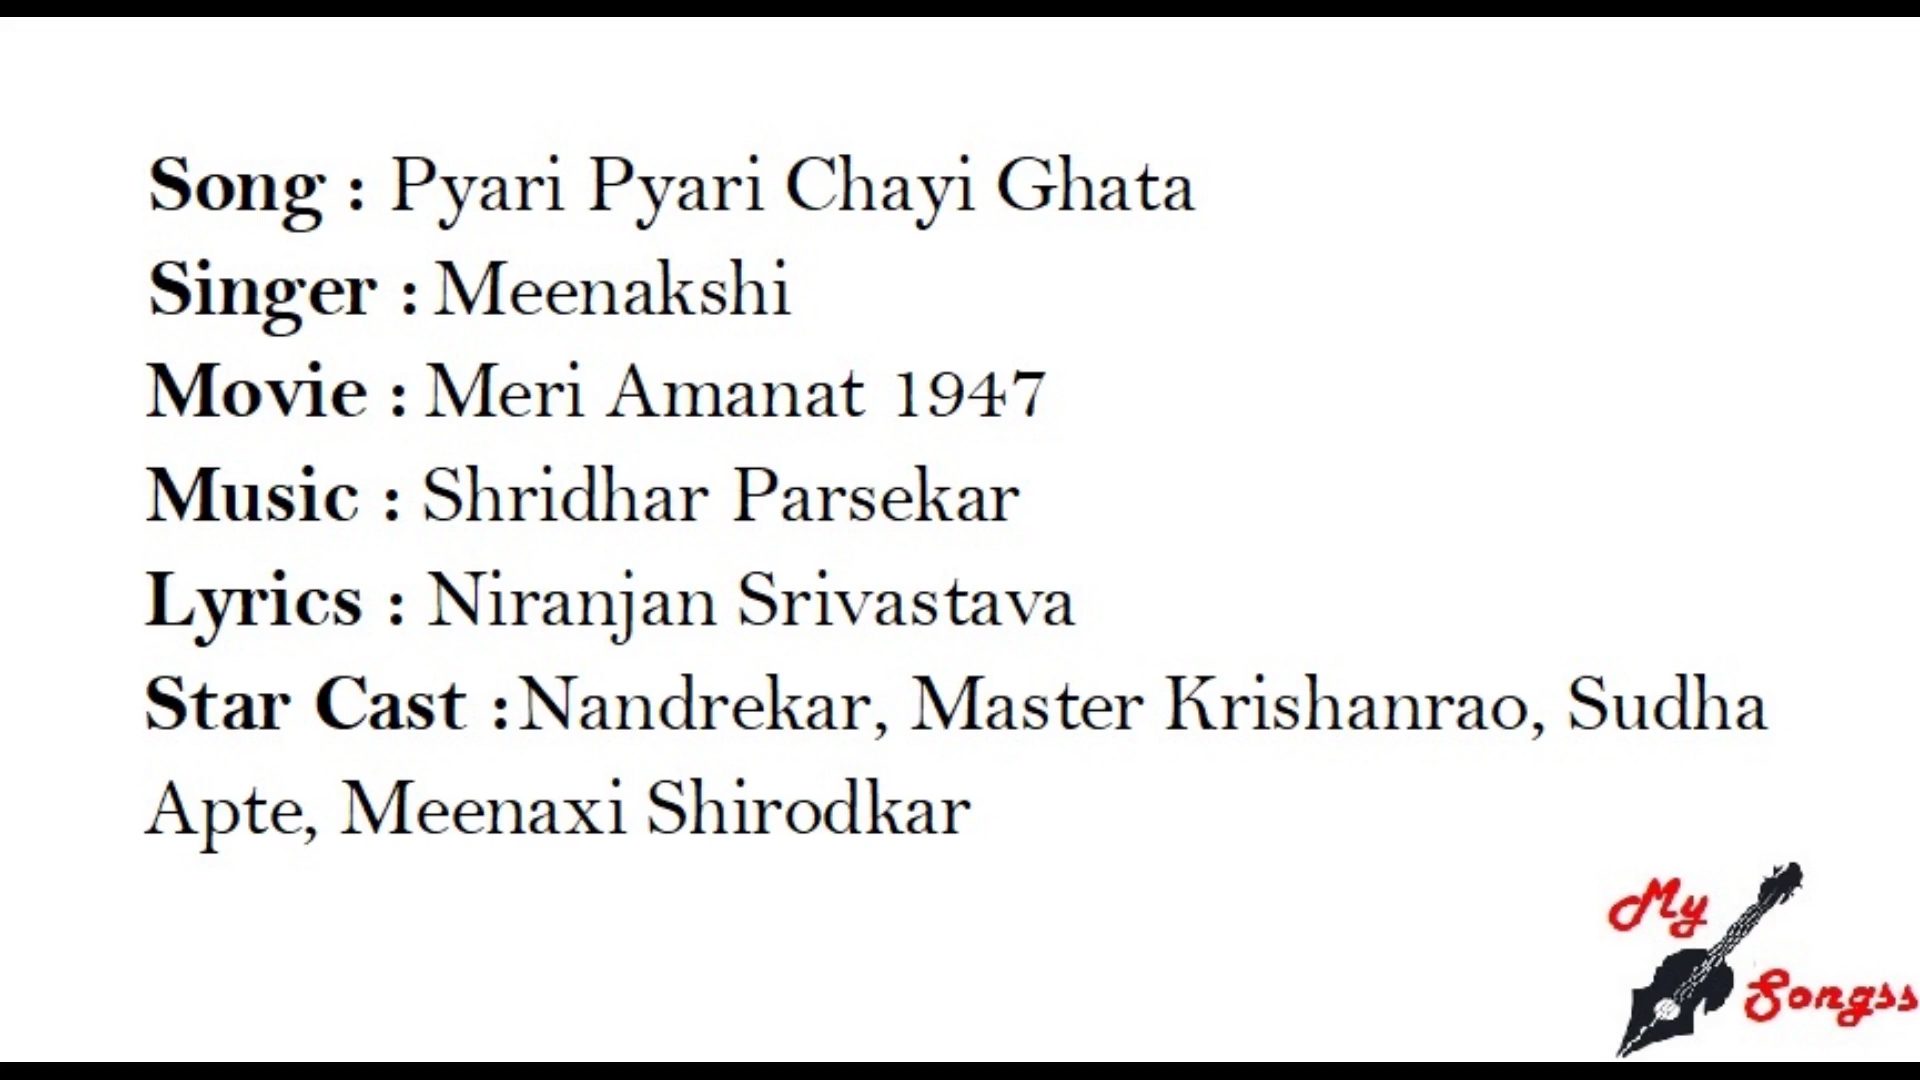 Song : Pyari Pyari Chayi Ghata
Singer : Meenakshi
Movie : Meri Amanat 1947
Music : Shridhar Parsekar
Lyrics : Niranjan Srivastava
Star Cast :Nandrekar, Master Krishanrao, Sudha
Apte, Meenaxi Shirodkar
My
Songss